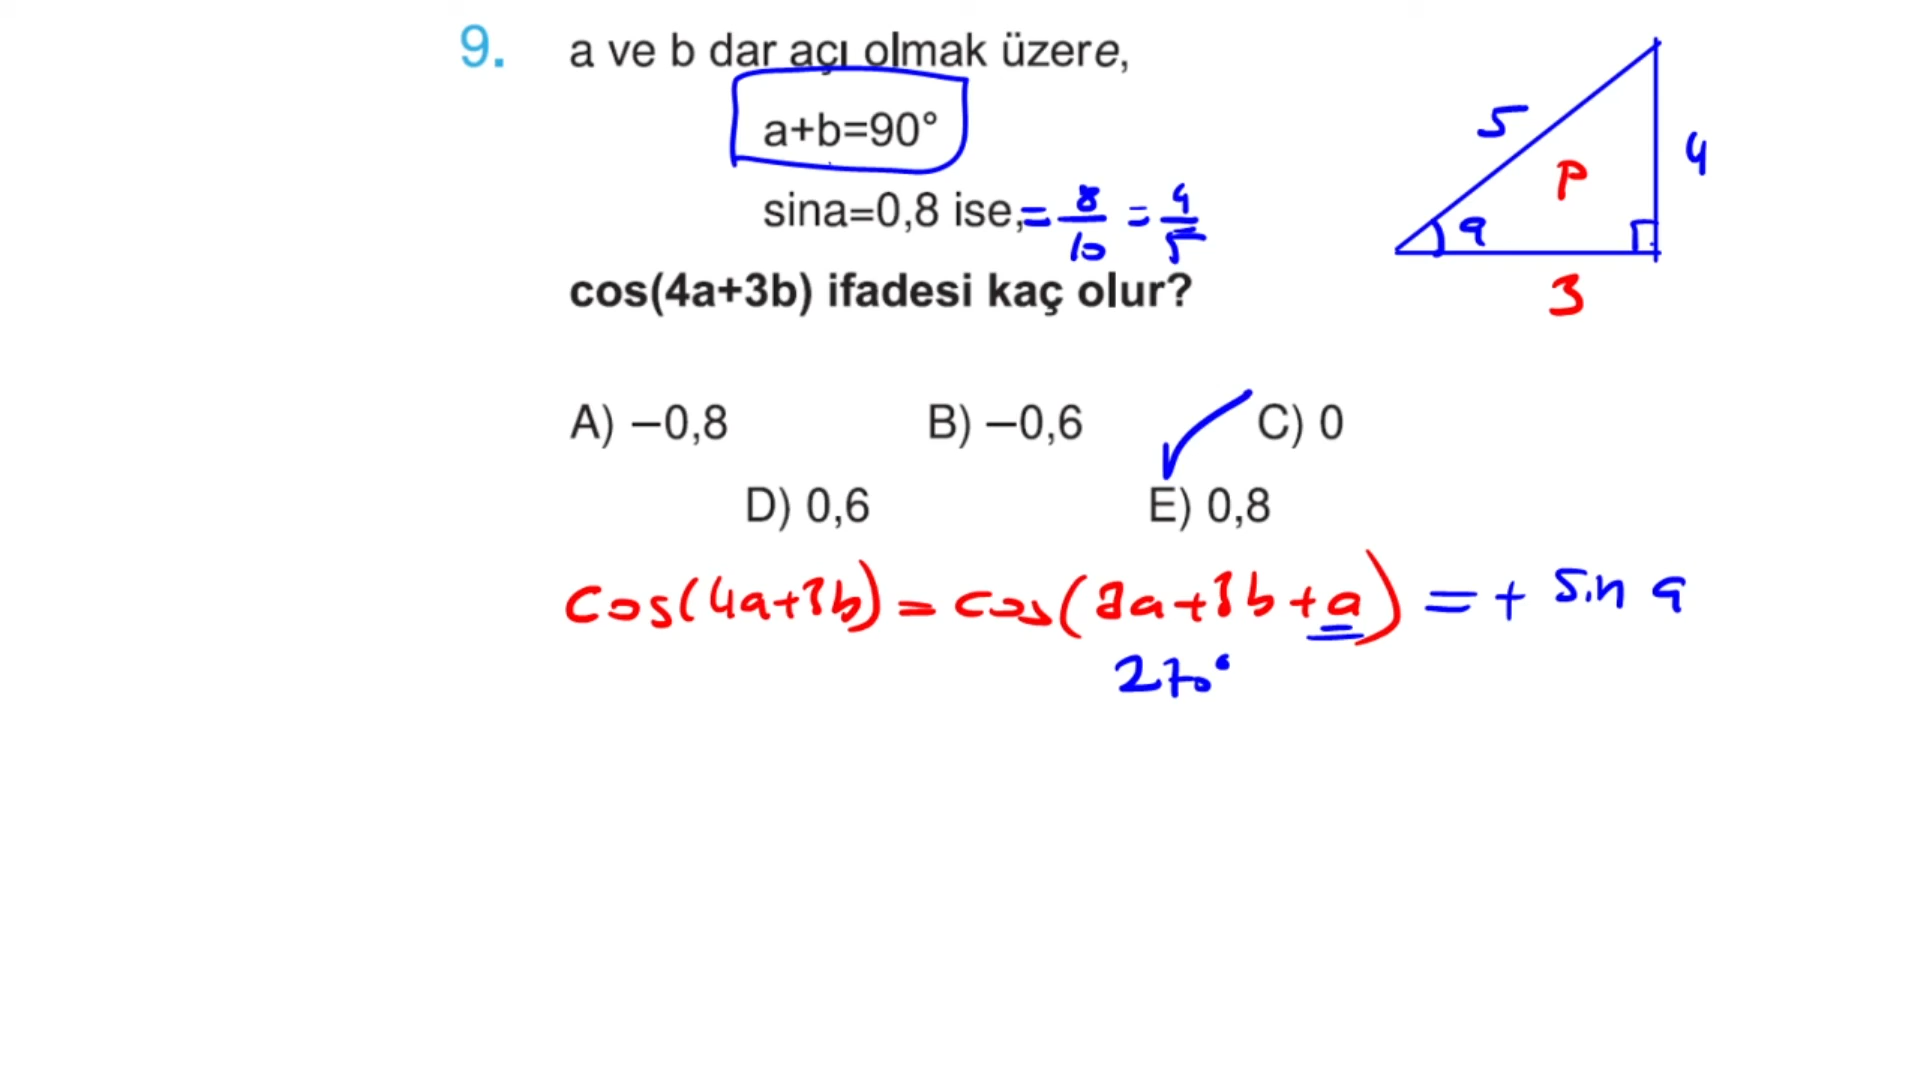 9. a ve b dar açı olmak üzere,
a+b=90°
sina=0,8 ise, = 8/10 = 4/5
cos(4a+3b) ifadesi kaç olur?
5
4
P
a
3
A) −0,8 B) −0,6 C) 0
D) 0,6 E) 0,8
cos(4a+3b) = cos(3a+3b+a) = + sin a
270°